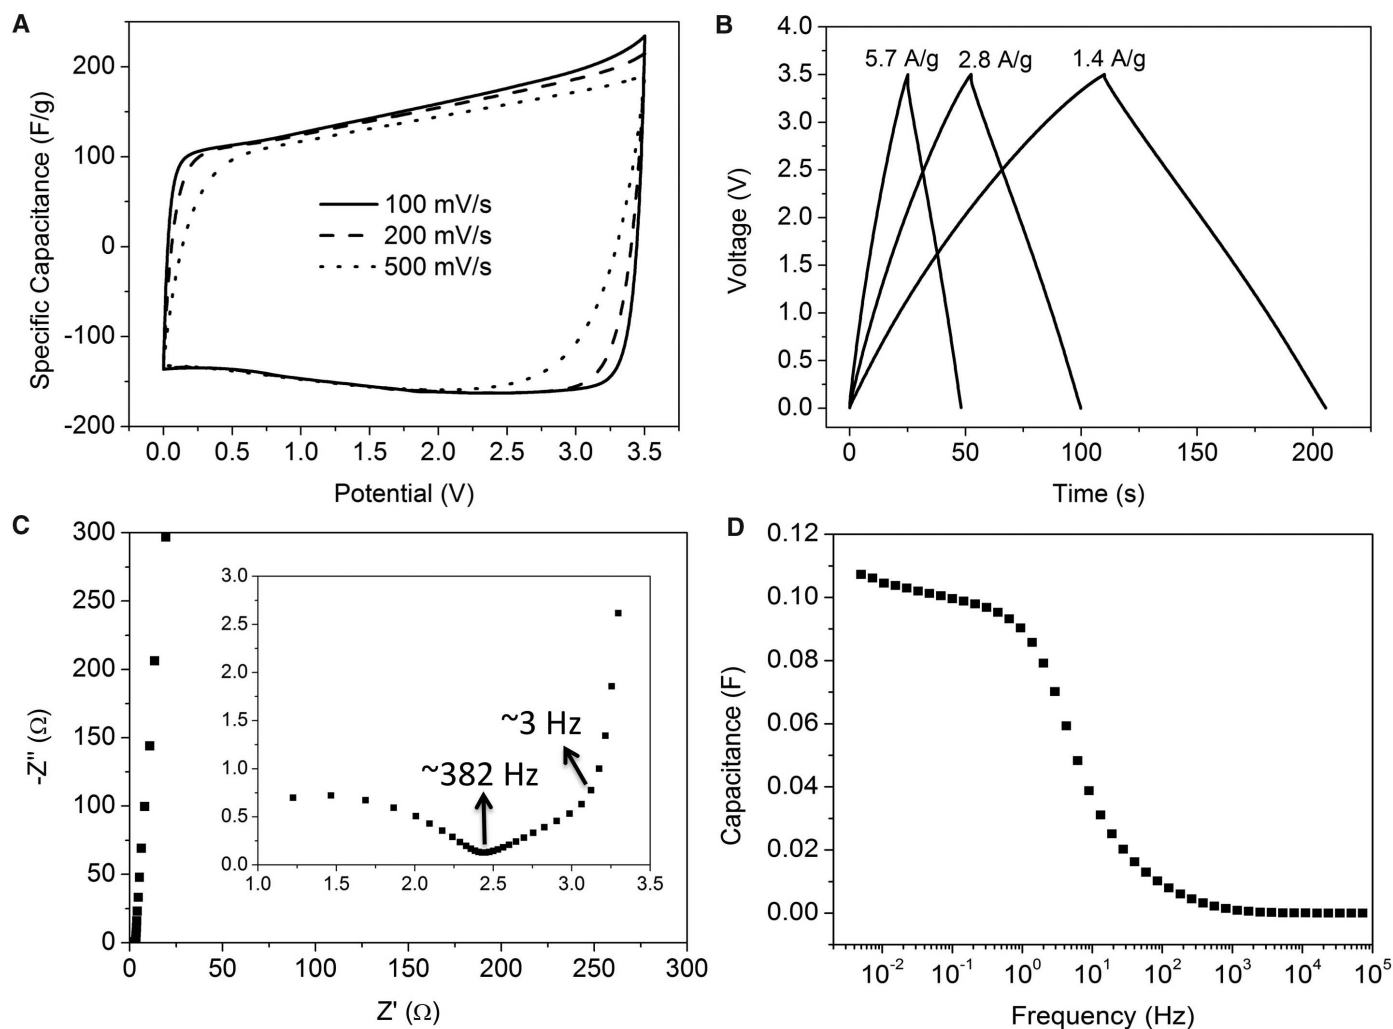 A
200
100
0
-100
-200
Specific Capacitance (F/g)
100 mV/s
200 mV/s
500 mV/s
0.0 0.5 1.0 1.5 2.0 2.5 3.0 3.5
Potential (V)
B
4.0
3.5
3.0
2.5
2.0
1.5
1.0
0.5
0.0
Voltage (V)
5.7 A/g 2.8 A/g 1.4 A/g
0 50 100 150 200
Time (s)
C
300
250
200
150
100
50
0
-Z" (Ω)
3.0
2.5
2.0
1.5
1.0
0.5
0.0
~3 Hz
~382 Hz
1.0 1.5 2.0 2.5 3.0 3.5
0 50 100 150 200 250 300
Z' (Ω)
D
0.12
0.10
0.08
0.06
0.04
0.02
0.00
Capacitance (F)
10⁻² 10⁻¹ 10⁰ 10¹ 10² 10³ 10⁴ 10⁵
Frequency (Hz)